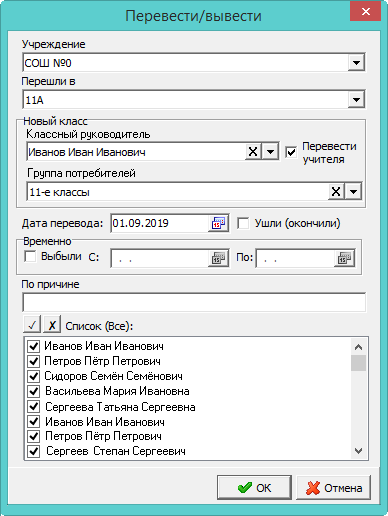 Перевести/вывести
Учреждение
СОШ №0
Перешли в
11А
Новый класс
Классный руководитель
Иванов Иван Иванович
Перевести
учителя
Группа потребителей
11-е классы
Дата перевода: 01.09.2019 Ушли (окончили)
Временно
Выбыли С: . . По: . .
По причине
Список (Все):
Иванов Иван Иванович
Петров Пётр Петрович
Сидоров Семён Семёнович
Васильева Мария Ивановна
Сергеева Татьяна Сергеевна
Иванов Иван Иванович
Петров Пётр Петрович
Сергеев Степан Сергеевич
ОК Отмена